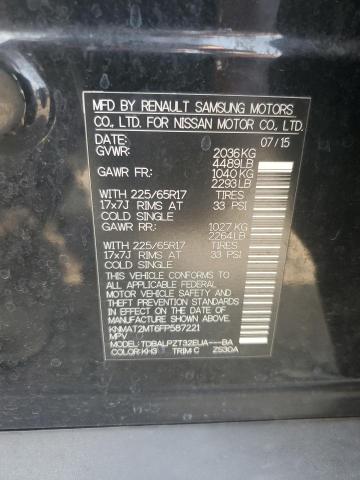 MFD BY RENAULT SAMSUNG MOTORS
CO., LTD. FOR NISSAN MOTOR CO., LTD.
DATE: 07/15
GVWR: 2036KG
4489LB
GAWR FR: 1040KG
2293LB
WITH 225/65R17 TIRES
17x7J RIMS AT 33 PSI
COLD SINGLE
GAWR RR: 1027KG
2264LB
WITH 225/65R17 TIRES
17x7J RIMS AT 33 PSI
COLD SINGLE
THIS VEHICLE CONFORMS TO
ALL APPLICABLE FEDERAL
MOTOR VEHICLE SAFETY AND
THEFT PREVENTION STANDARDS
IN EFFECT ON THE DATE OF
MANUFACTURE SHOWN ABOVE.
KNMAT2MT6FP587221
MPV
MODEL:TDBALPZT32EUA---BA
COLOR:KHG TRIM:C Z530A